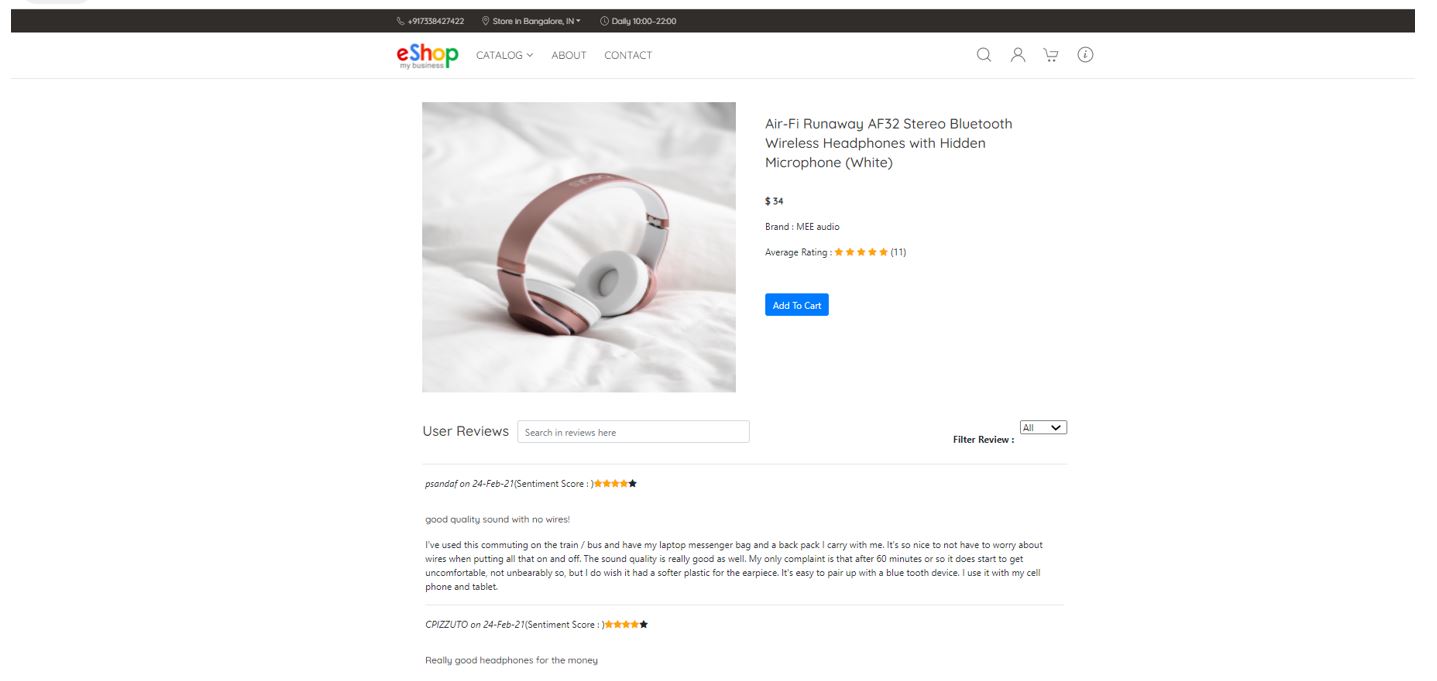 +917338427422 Store in Bangalore, IN Daily 10:00–22:00
eShop
my business
CATALOG ABOUT CONTACT
Air-Fi Runaway AF32 Stereo Bluetooth
Wireless Headphones with Hidden
Microphone (White)
$ 34
Brand : MEE audio
Average Rating : (11)
Add To Cart
User Reviews Search in reviews here
All
Filter Review :
psandaf on 24-Feb-21(Sentiment Score : )
good quality sound with no wires!
I've used this commuting on the train / bus and have my laptop messenger bag and a back pack I carry with me. It's so nice to not have to worry about
wires when putting all that on and off. The sound quality is really good as well. My only complaint is that after 60 minutes or so it does start to get
uncomfortable, not unbearably so, but I do wish it had a softer plastic for the earpiece. It's easy to pair up with a blue tooth device. I use it with my cell
phone and tablet.
CPIZZUTO on 24-Feb-21(Sentiment Score : )
Really good headphones for the money